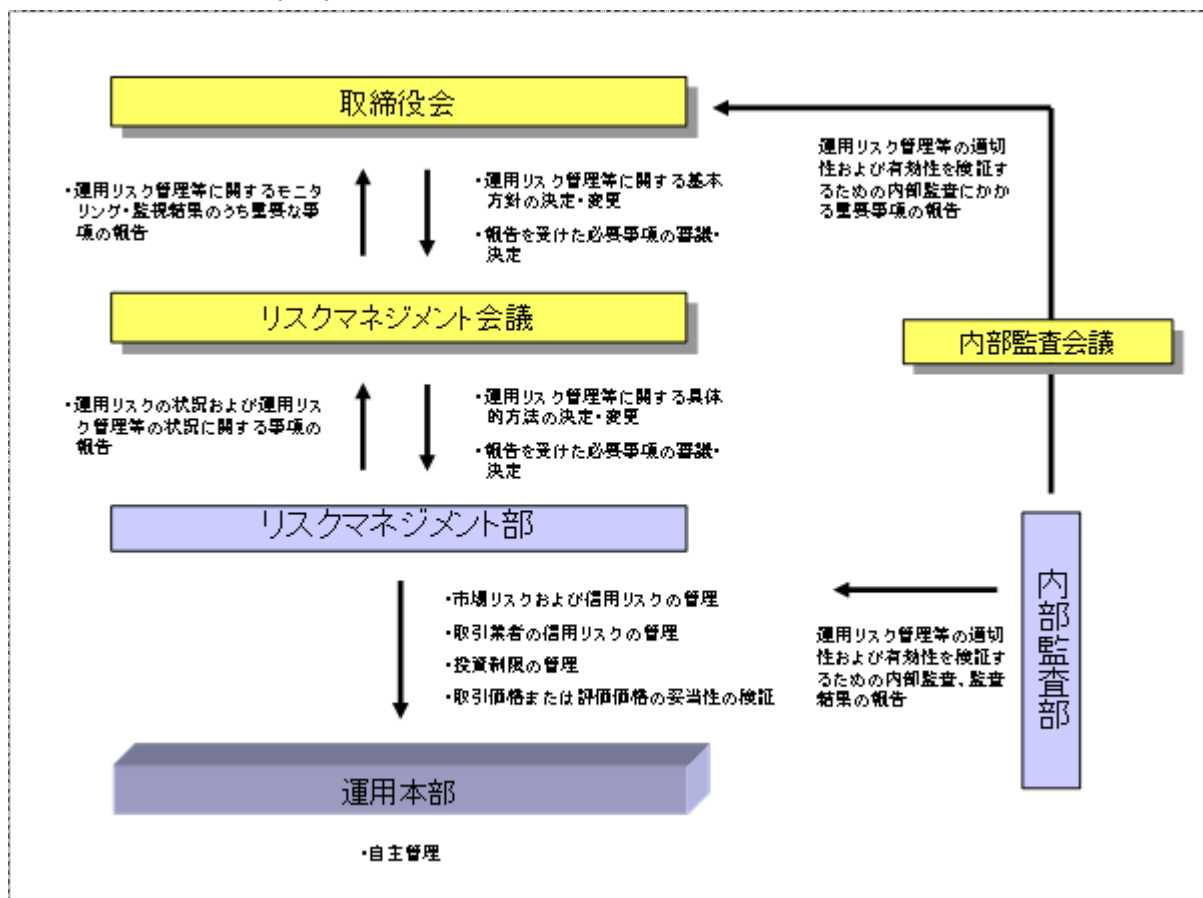 取締役会
・運用リスク管理等に関するモニ
タリング・監視結果のうち重要な事
項の報告
・運用リスク管理等に関する基本
方針の決定・変更
・報告を受けた必要事項の審議・
決定
運用リスク管理等の適切
性および有効性を検証す
るための内部監査にかか
る重要事項の報告
リスクマネジメント会議
内部監査会議
・運用リスクの状況および運用リス
ク管理等の状況に関する事項の
報告
・運用リスク管理等に関する具体
的方法の決定・変更
・報告を受けた必要事項の審議・
決定
リスクマネジメント部
内部監査部
・市場リスクおよび信用リスクの管理
・取引業者の信用リスクの管理
・投資制限の管理
・取引価格または評価価格の妥当性の検証
運用リスク管理等の適切
性および有効性を検証す
るための内部監査、監査
結果の報告
運用本部
・自主管理